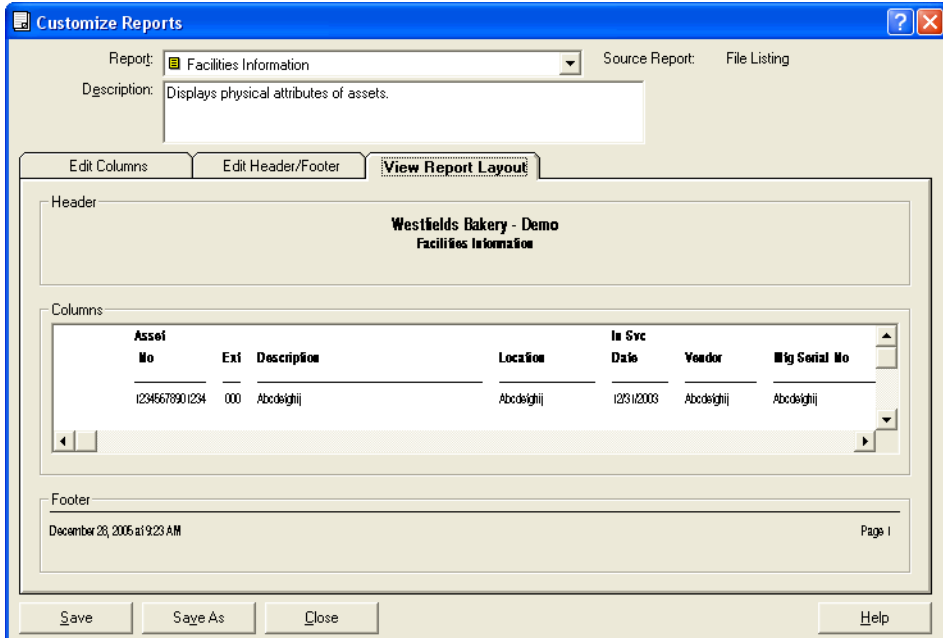 Customize Reports
Report: Facilities Information Source Report: File Listing
Description: Displays physical attributes of assets.
Edit Columns Edit Header/Footer View Report Layout
Header
Westfields Bakery - Demo
Facilities Information
Columns
Asset In Svc
No Ext Description Location Date Vendor Mfg Serial No
12345678901234 000 Abcdefghij Abcdefghij 12/31/2003 Abcdefghij Abcdefghij
Footer
December 28, 2005 at 9:23 AM Page 1
Save Save As Close Help